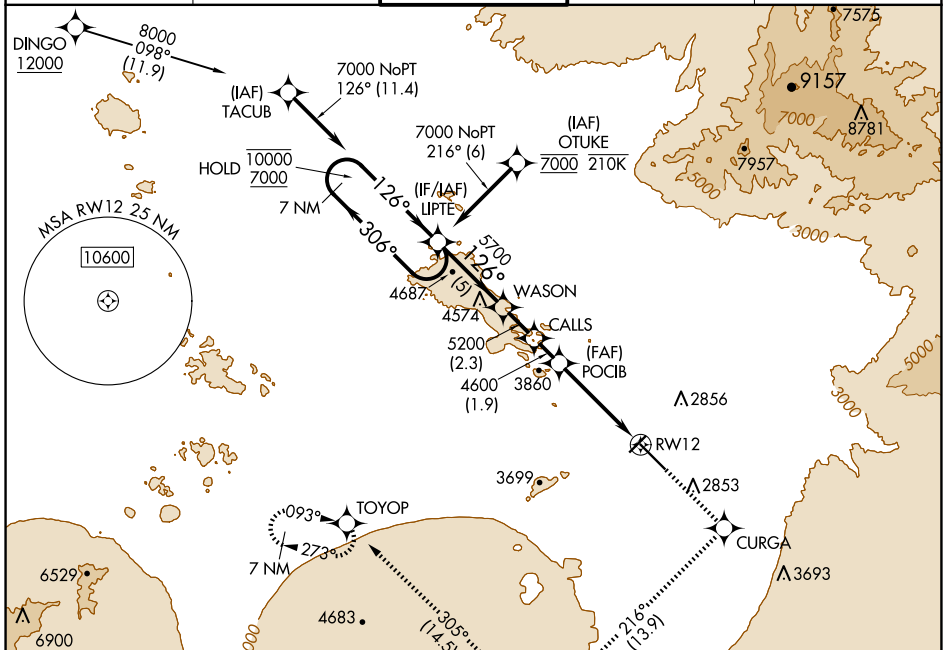 7575
DINGO
12000
8000
098°
(11.9)
(IAF)
TACUB
7000 NoPT
126° (11.4)
9157
7000
8781
7957
5000
3000
7000 NoPT
216° (6)
(IAF)
OTUKE
7000 210K
HOLD 10000
7000
7 NM
126°
306°
(IF/IAF)
LIPTE
MSA RW12 25 NM
10600
5700
126°
(5)
4687
4574
WASON
CALLS
5200
(2.3)
(FAF)
POCIB
4600
(1.9)
3860
5000
3000
2856
RW12
2853
3699
CURGA
TOYOP
093°
273°
7 NM
6529
6900
4683
305°
(14.5)
216°
(13.9)
3693